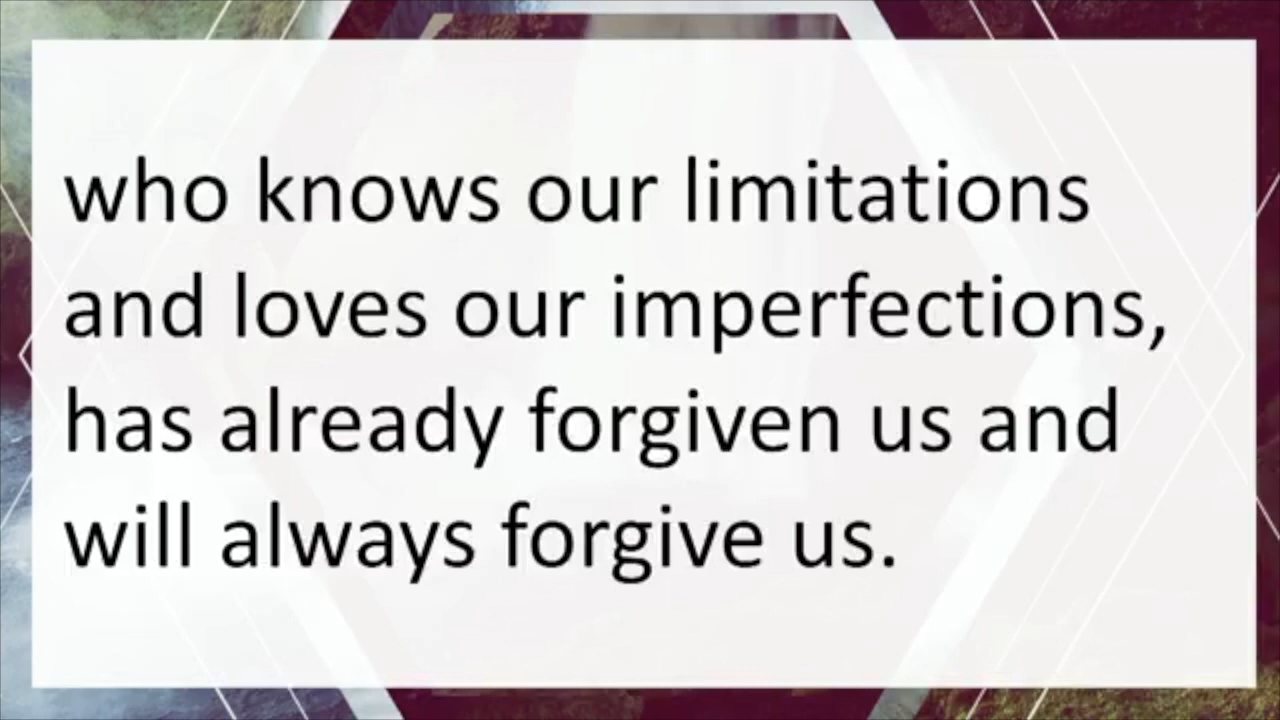 who knows our limitations
and loves our imperfections,
has already forgiven us and
will always forgive us.